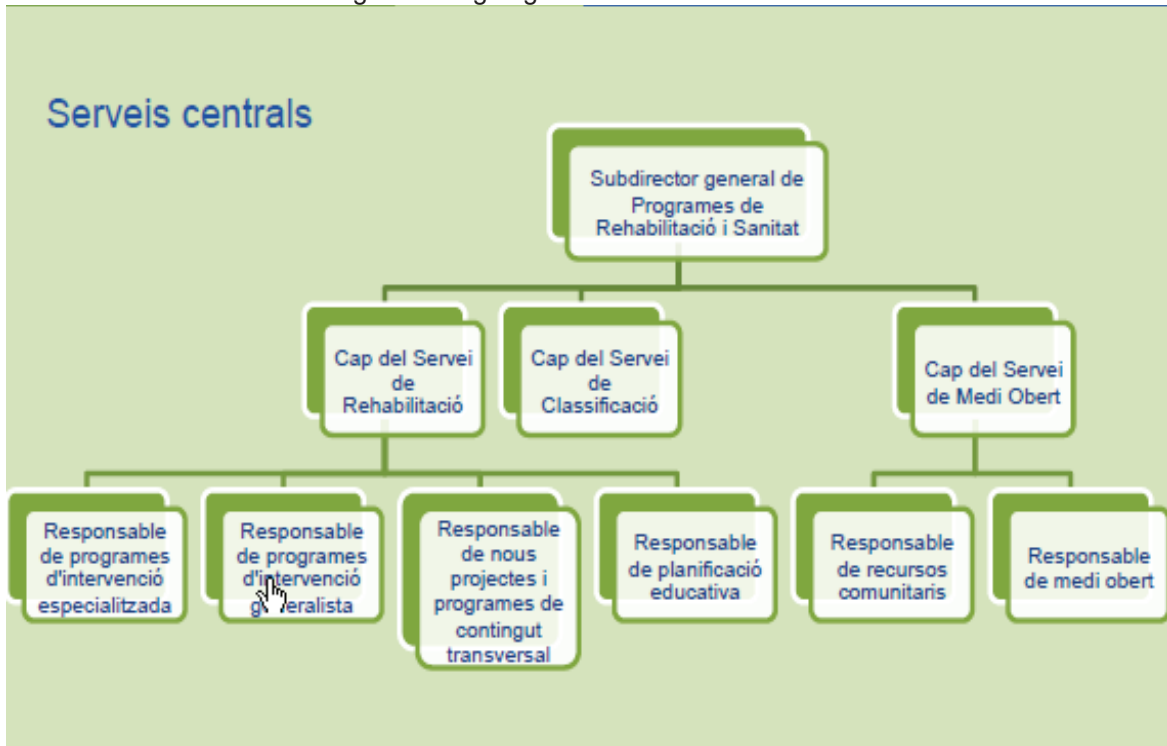 Serveis centrals
Subdirector general de
Programes de
Rehabilitació i Sanitat
Cap del Servei
de
Rehabilitació
Cap del Servei
de
Classificació
Cap del Servei
de Medi Obert
Responsable
de programes
d'intervenció
especialitzada
Responsable
de programes
d'intervenció
generalista
Responsable
de nous
projectes i
programes de
contingut
transversal
Responsable
de planificació
educativa
Responsable
de recursos
comunitaris
Responsable
de medi obert